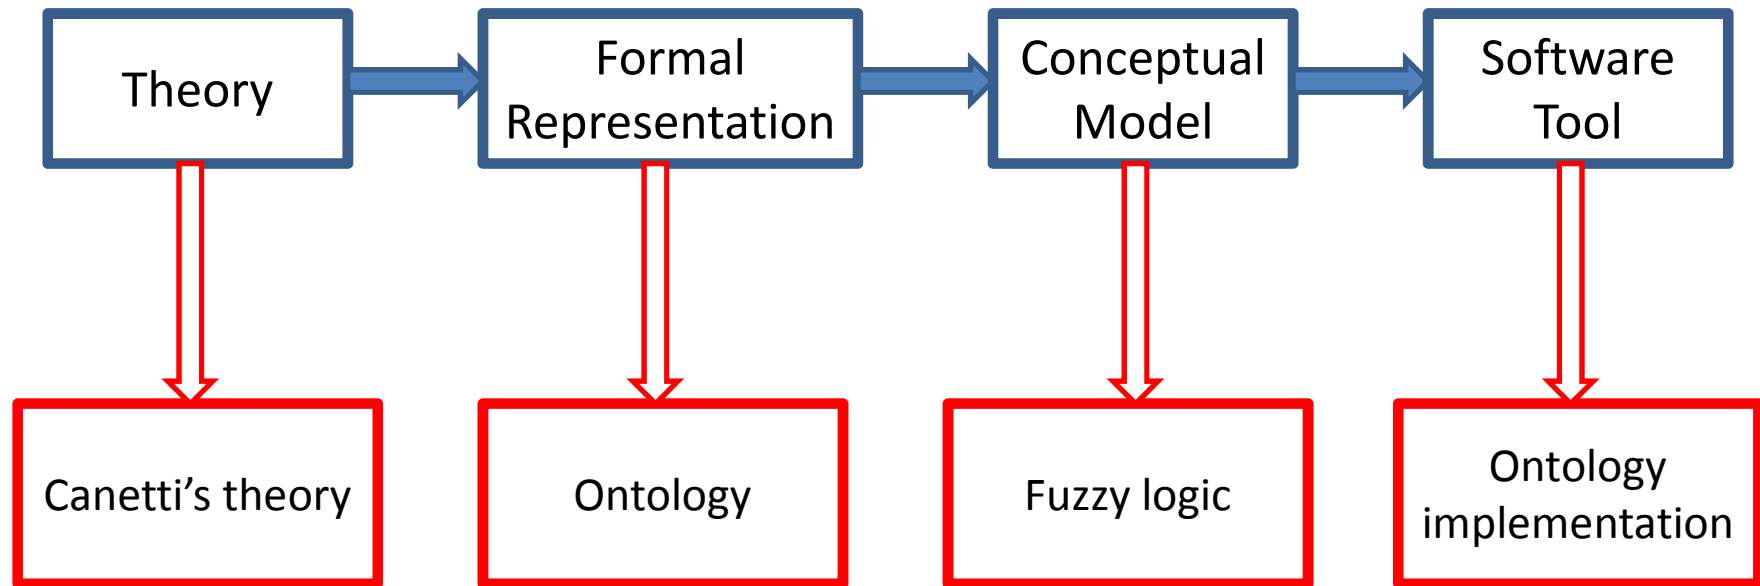 Theory
Formal
Representation
Conceptual
Model
Software
Tool
Canetti’s theory
Ontology
Fuzzy logic
Ontology
implementation